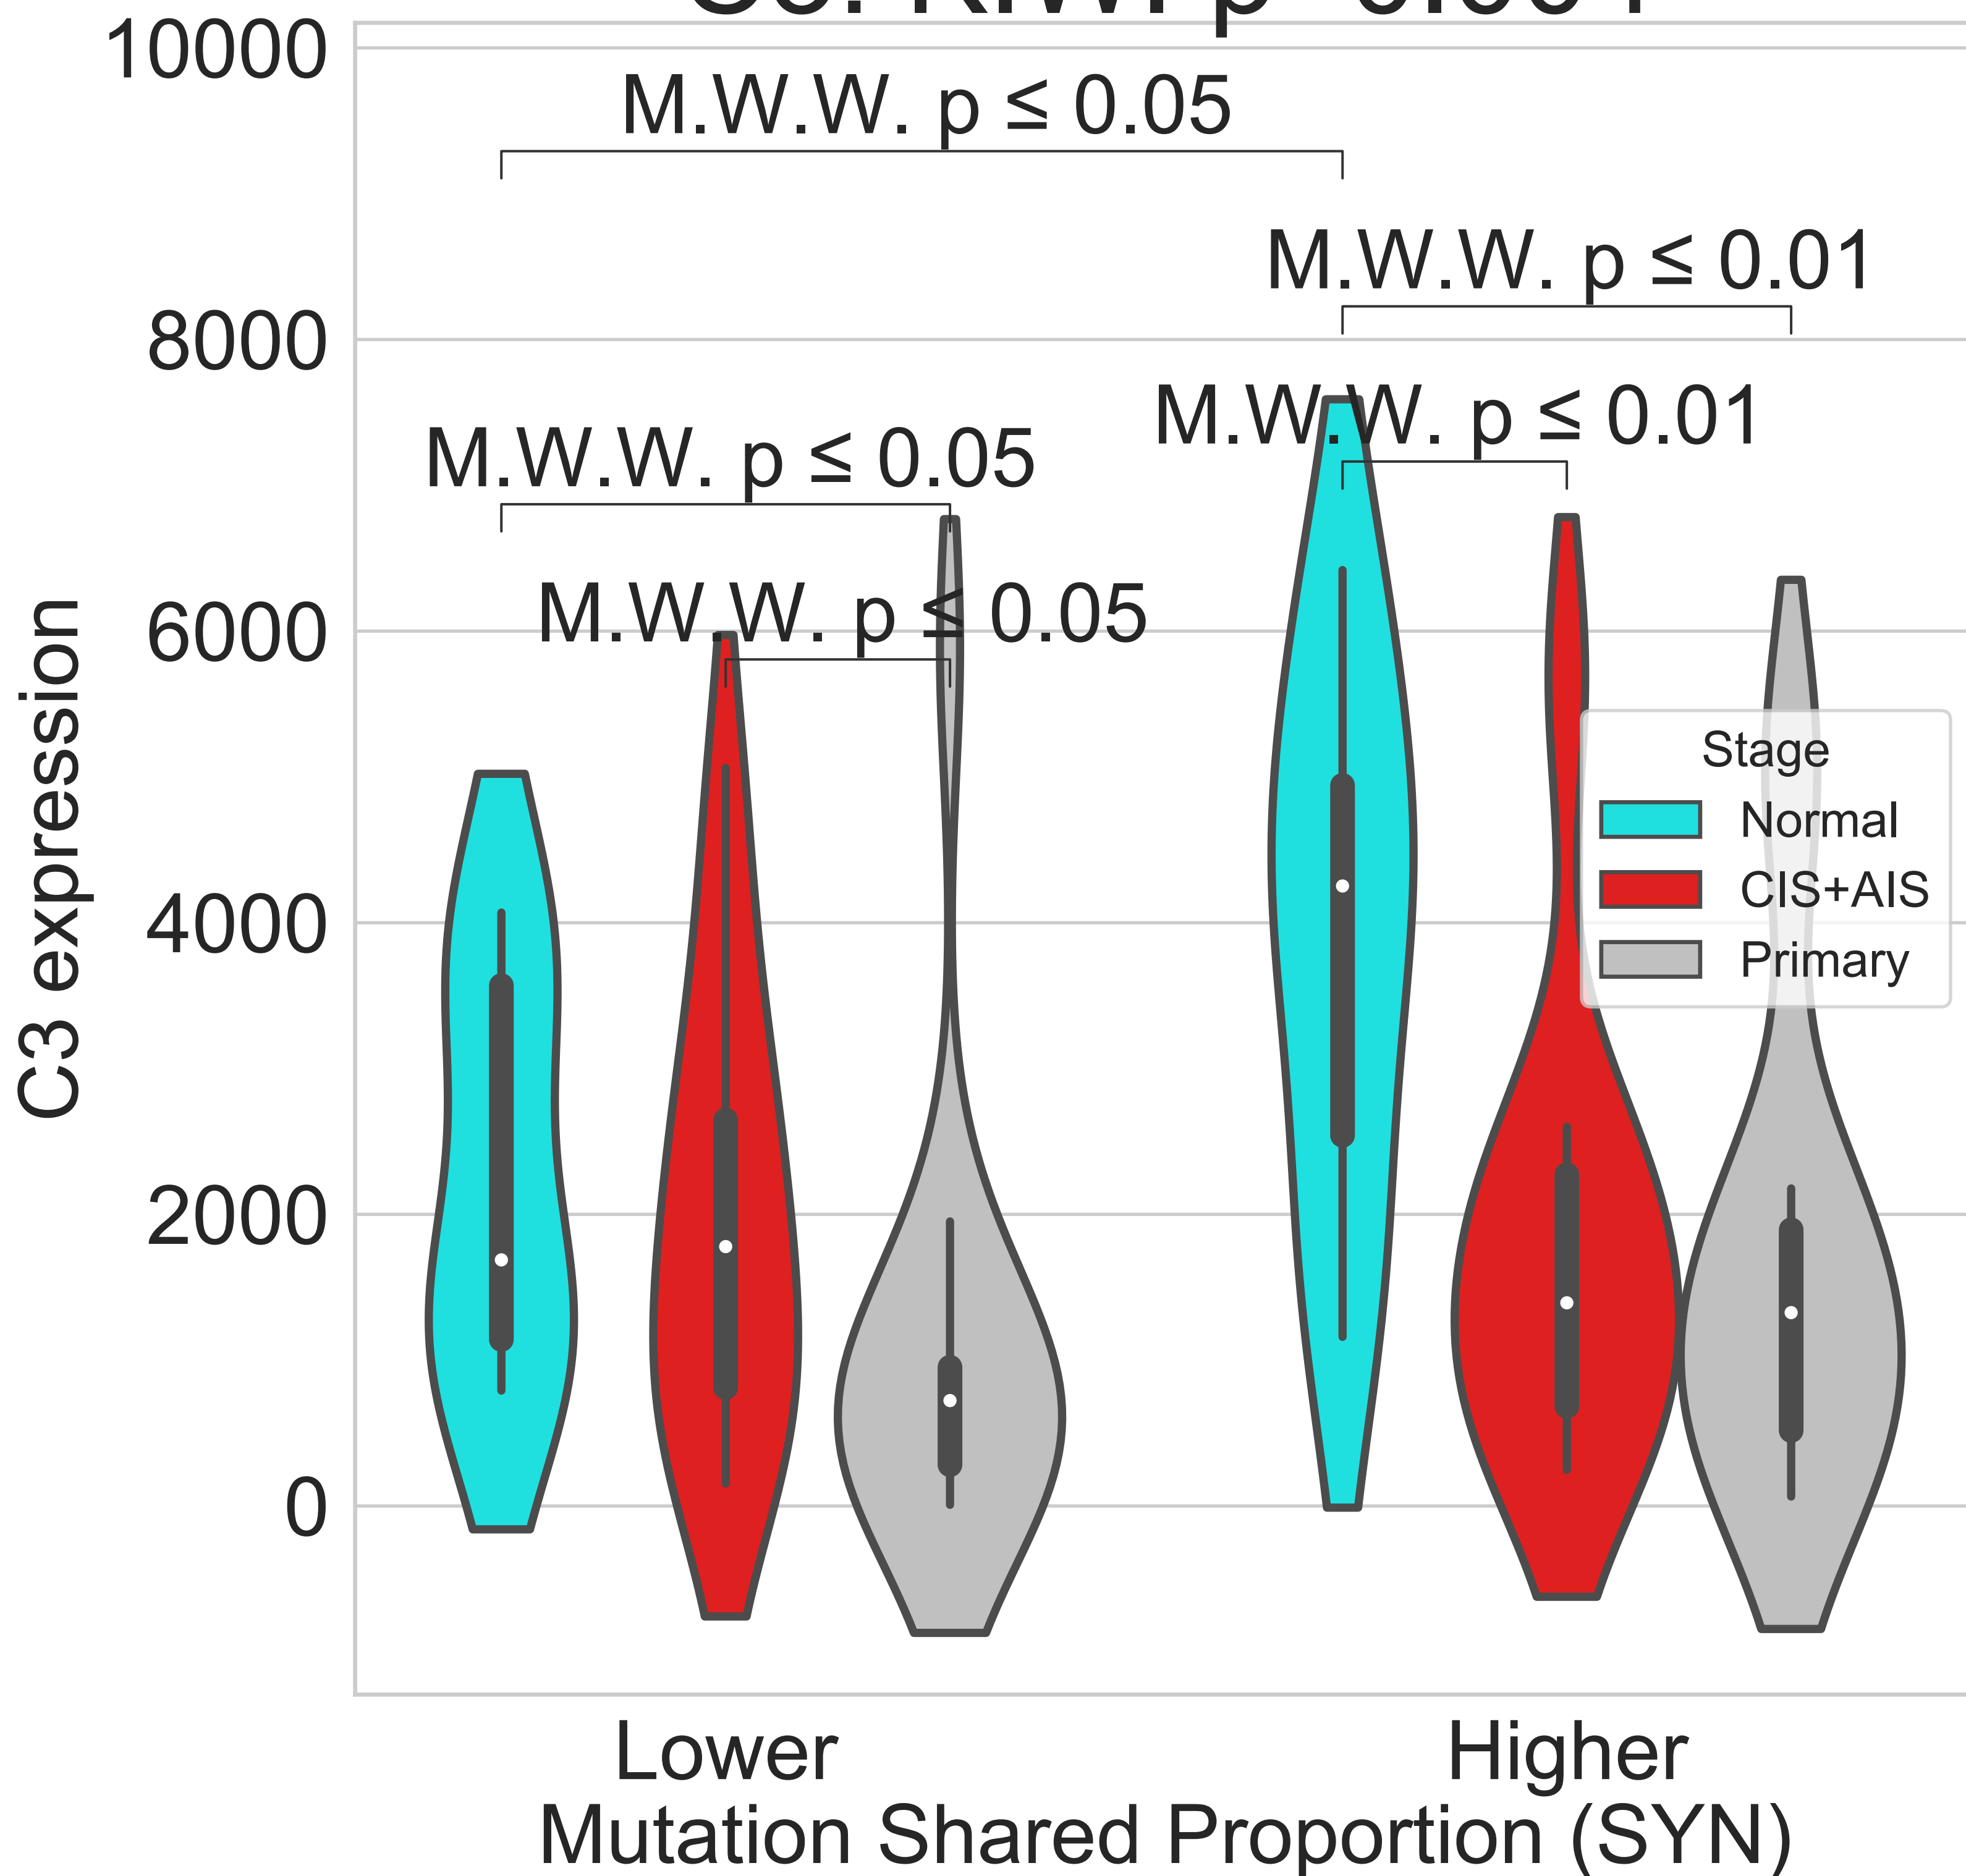 10000
M.W.W. p ≤ 0.05
M.W.W. p ≤ 0.01
8000
M.W.W. p ≤ 0.01
M.W.W. p ≤ 0.05
6000
M.W.W. p ≤ 0.05
Stage
Normal
CIS+AIS
Primary
4000
2000
0
C3 expression
Lower
Higher
Mutation Shared Proportion (SYN)